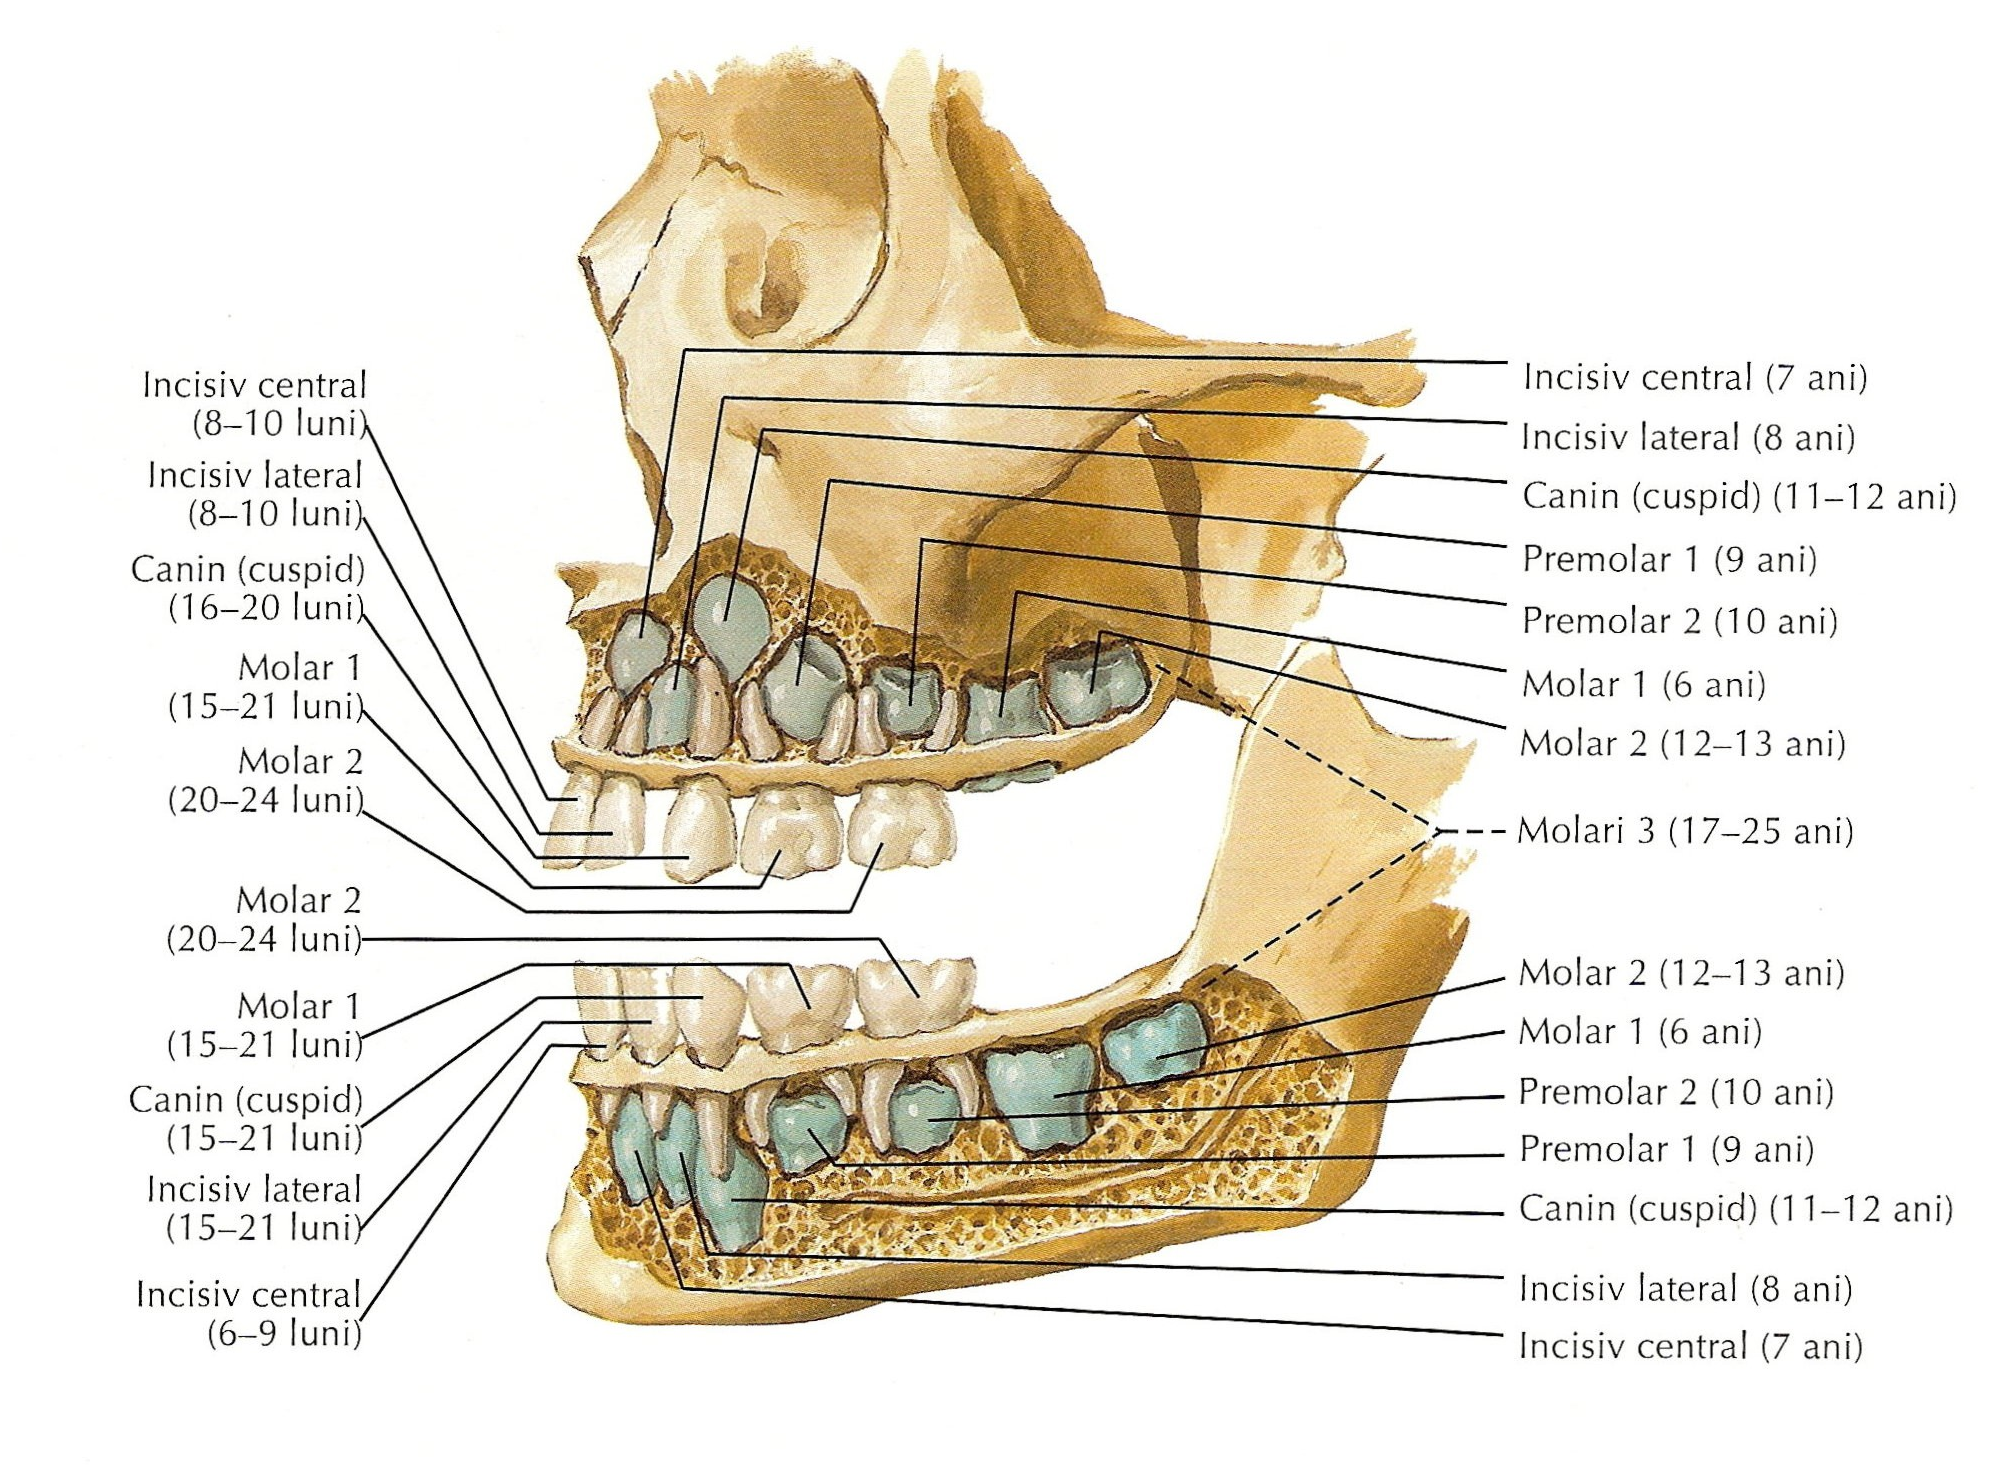 Incisiv central
(8–10 luni)
Incisiv lateral
(8–10 luni)
Canin (cuspid)
(16–20 luni)
Molar 1
(15–21 luni)
Molar 2
(20–24 luni)
Molar 2
(20–24 luni)
Molar 1
(15–21 luni)
Canin (cuspid)
(15–21 luni)
Incisiv lateral
(15–21 luni)
Incisiv central
(6–9 luni)
Incisiv central (7 ani)
Incisiv lateral (8 ani)
Canin (cuspid) (11–12 ani)
Premolar 1 (9 ani)
Premolar 2 (10 ani)
Molar 1 (6 ani)
Molar 2 (12–13 ani)
Molari 3 (17–25 ani)
Molar 2 (12–13 ani)
Molar 1 (6 ani)
Premolar 2 (10 ani)
Premolar 1 (9 ani)
Canin (cuspid) (11–12 ani)
Incisiv lateral (8 ani)
Incisiv central (7 ani)